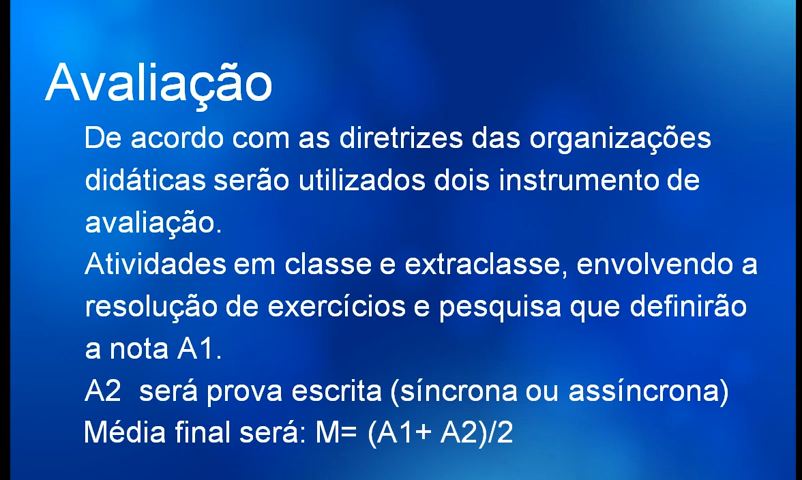 Avaliação
De acordo com as diretrizes das organizações
didáticas serão utilizados dois instrumento de
avaliação.
Atividades em classe e extraclasse, envolvendo a
resolução de exercícios e pesquisa que definirão
a nota A1.
A2  será prova escrita (síncrona ou assíncrona)
Média final será: M= (A1+ A2)/2